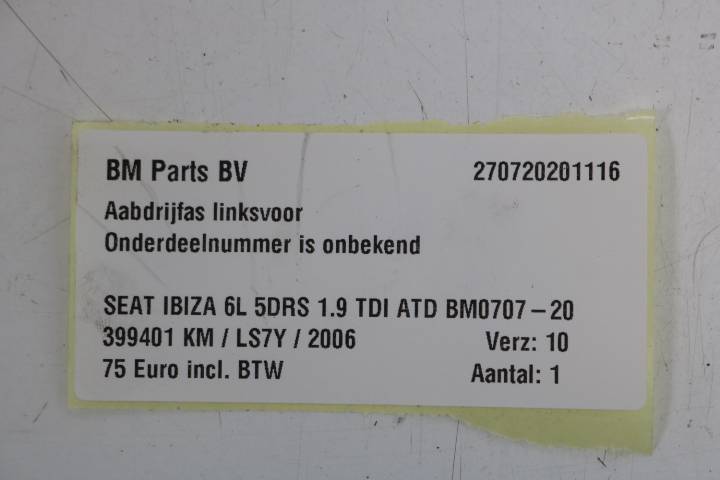 BM Parts BV 270720201116
Aabdrijfas linksvoor
Onderdeelnummer is onbekend
SEAT IBIZA 6L 5DRS 1.9 TDI ATD BM0707-20
399401 KM / LS7Y / 2006 Verz: 10
75 Euro incl. BTW Aantal: 1